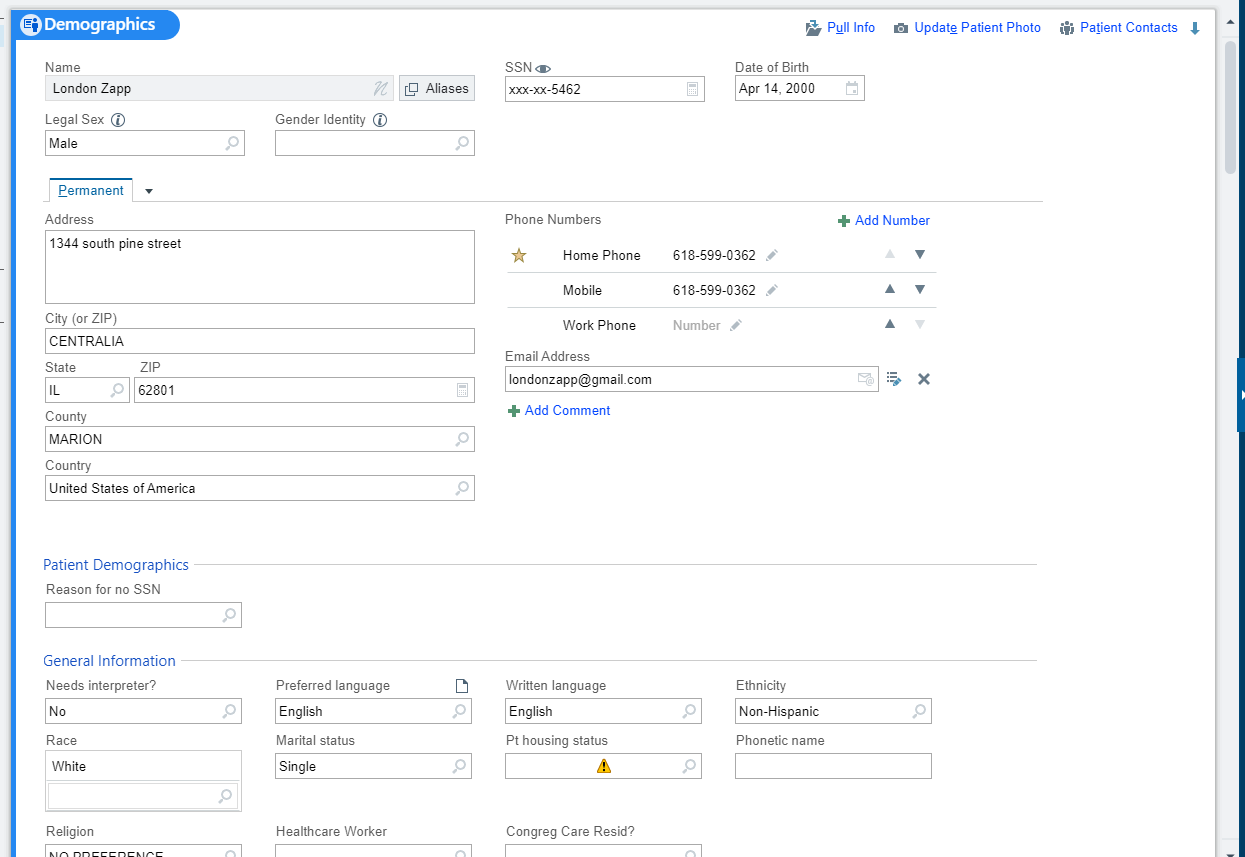 Demographics
Pull Info Update Patient Photo Patient Contacts
Name SSN Date of Birth
London Zapp Aliases xxx-xx-5462 Apr 14, 2000
Legal Sex Gender Identity
Male
Permanent
Address Phone Numbers Add Number
1344 south pine street
Home Phone 618-599-0362
Mobile 618-599-0362
City (or ZIP)
Work Phone Number
CENTRALIA
Email Address
State ZIP
londonzapp@gmail.com
IL 62801
Add Comment
County
MARION
Country
United States of America
Patient Demographics
Reason for no SSN
General Information
Needs interpreter? Preferred language Written language Ethnicity
No English English Non-Hispanic
Race Marital status Pt housing status Phonetic name
White Single
Religion Healthcare Worker Congreg Care Resid?
NO PREFERENCE